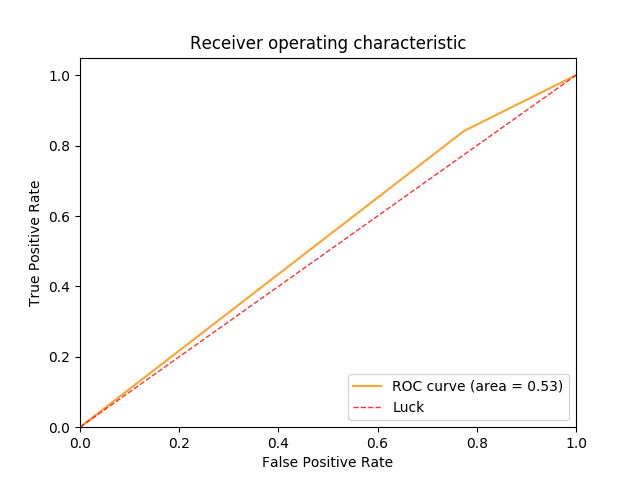 Receiver operating characteristic
1.0
0.8
0.6
0.4
0.2
0.0
True Positive Rate
0.0 0.2 0.4 0.6 0.8 1.0
False Positive Rate
ROC curve (area = 0.53)
Luck